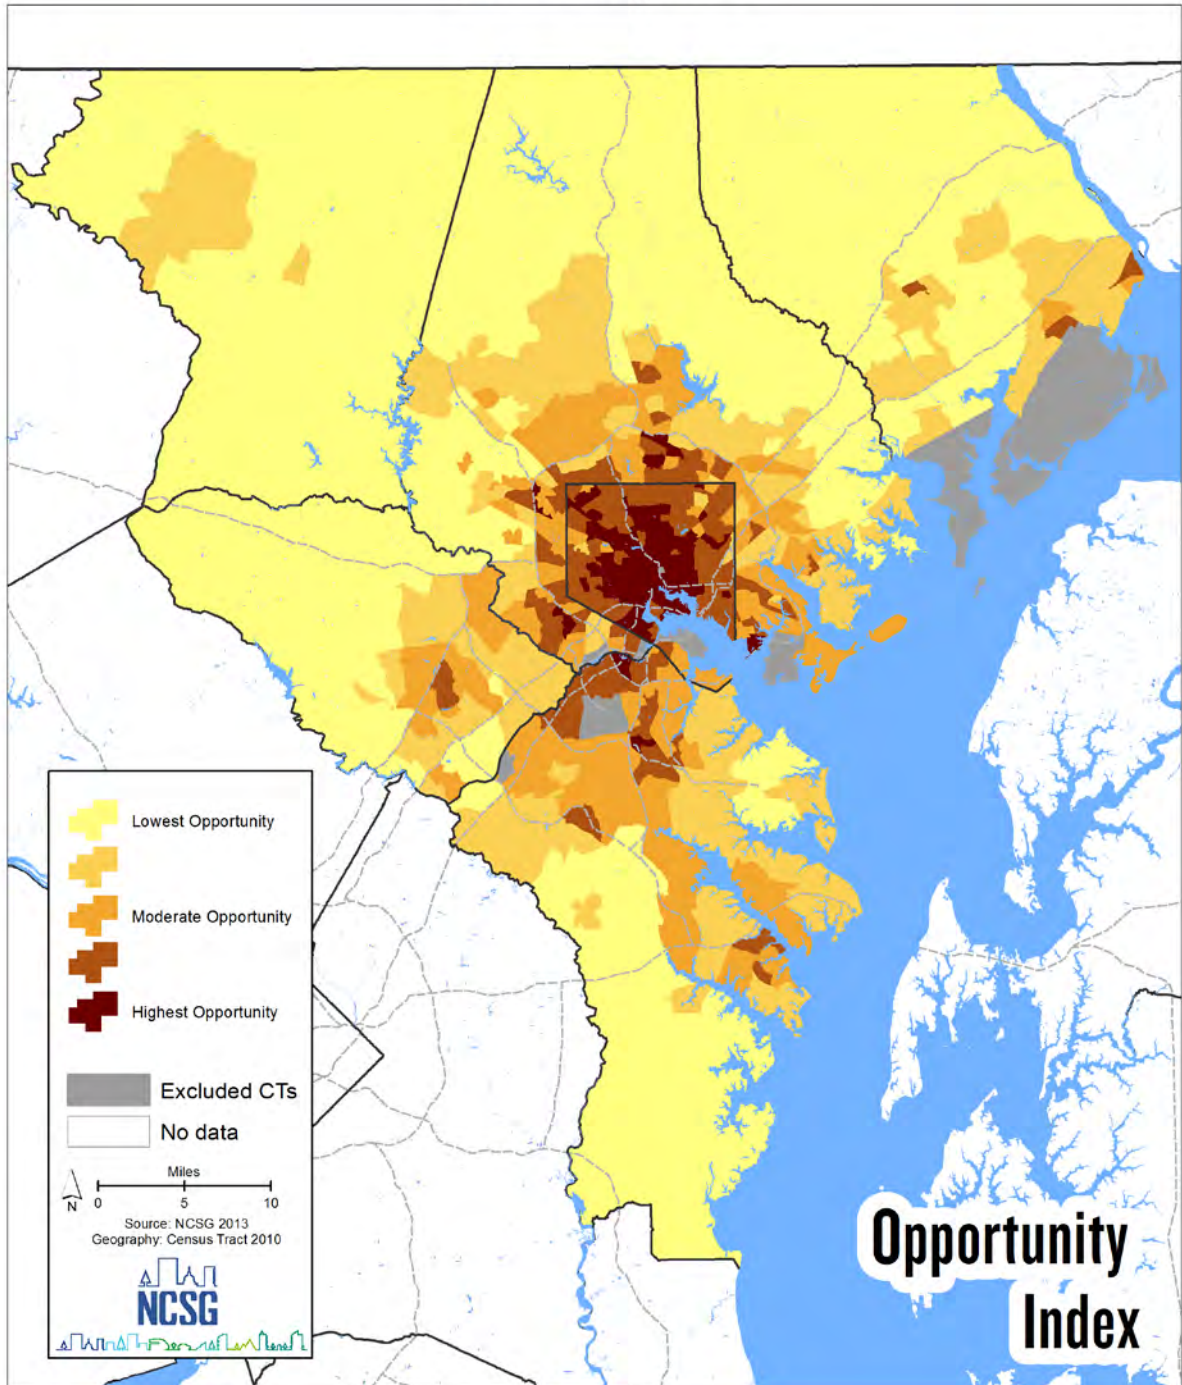 Lowest Opportunity
Moderate Opportunity
Highest Opportunity
Excluded CTs
No data
Miles
N
0 5 10
Source: NCSG 2013
Geography: Census Tract 2010
NCSG
Opportunity
Index